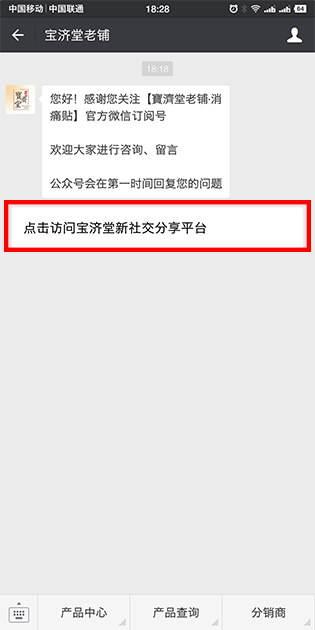 中国移动 | 中国联通 18:28 64
宝济堂老铺
18:18
您好！感谢您关注【寶濟堂老铺·消
痛贴】官方微信订阅号
欢迎大家进行咨询、留言
公众号会在第一时间回复您的问题
点击访问宝济堂新社交分享平台
产品中心 产品查询 分销商